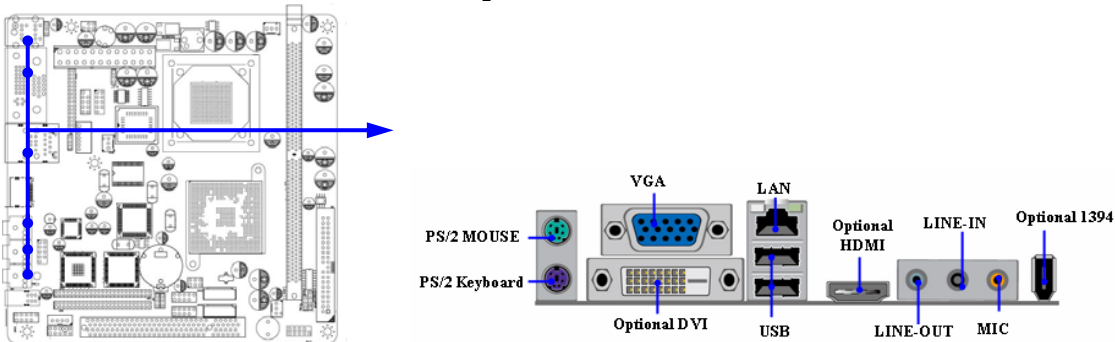 VGA
LAN
PS/2 MOUSE
Optional
HDMI
LINE-IN
Optional 1394
PS/2 Keyboard
Optional DVI
USB
LINE-OUT
MIC